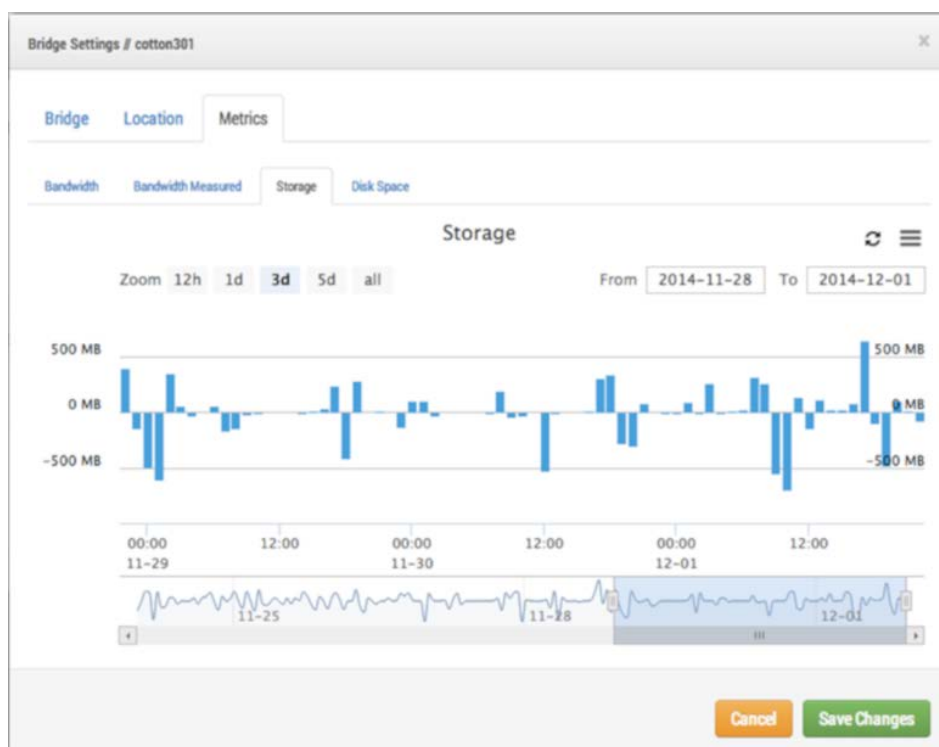 Bridge Settings // cotton301
×
Bridge Location Metrics
Bandwidth Bandwidth Measured Storage Disk Space
Storage
Zoom 12h 1d 3d 5d all From 2014-11-28 To 2014-12-01
500 MB 500 MB
0 MB 0 MB
-500 MB -500 MB
00:00 12:00 00:00 12:00 00:00 12:00
11-29 11-30 12-01
11-25 11-28 12-01
Cancel Save Changes